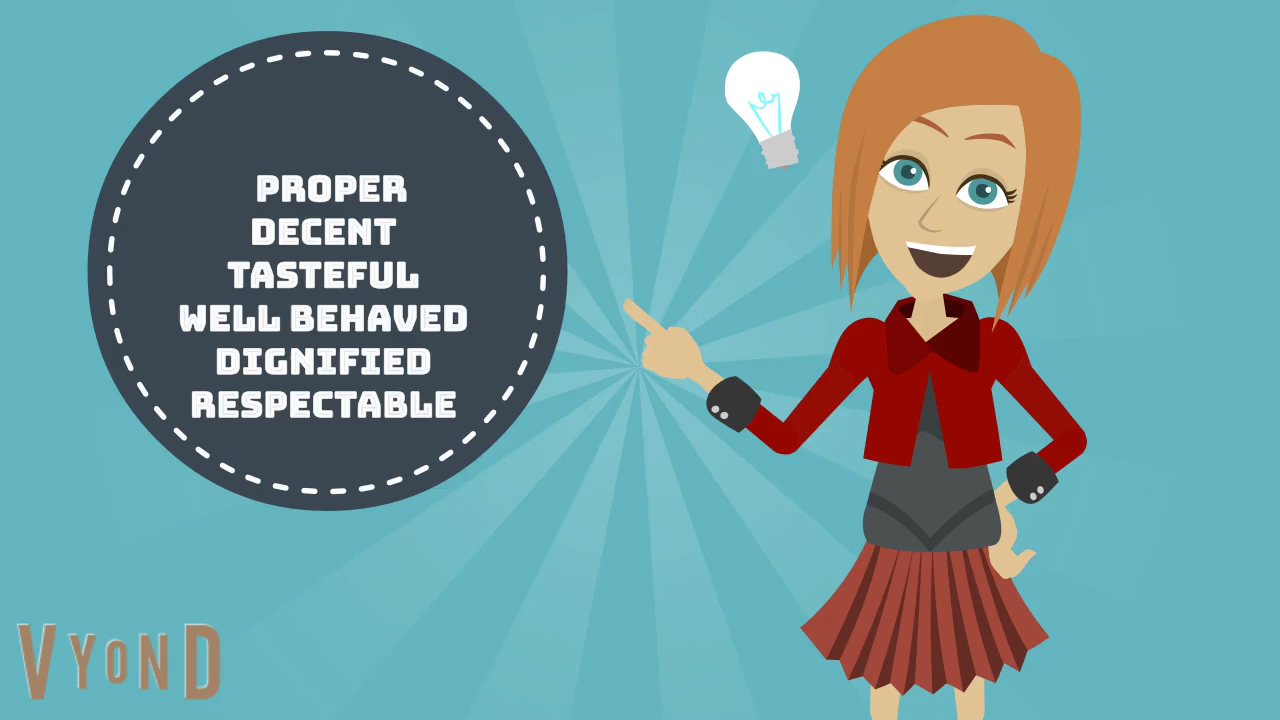 PROPER
DECENT
TASTEFUL
WELL BEHAVED
DIGNIFIED
RESPECTABLE
VYOND